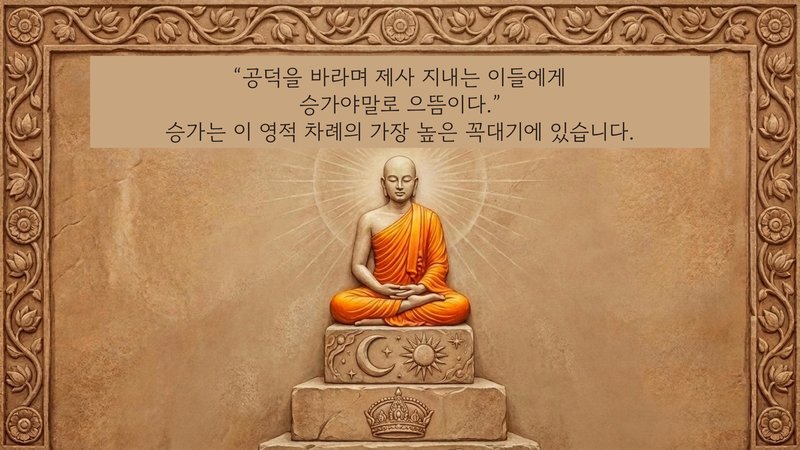 “공덕을 바라며 제사 지내는 이들에게
승가야말로 으뜸이다.”
승가는 이 영적 차례의 가장 높은 꼭대기에 있습니다.